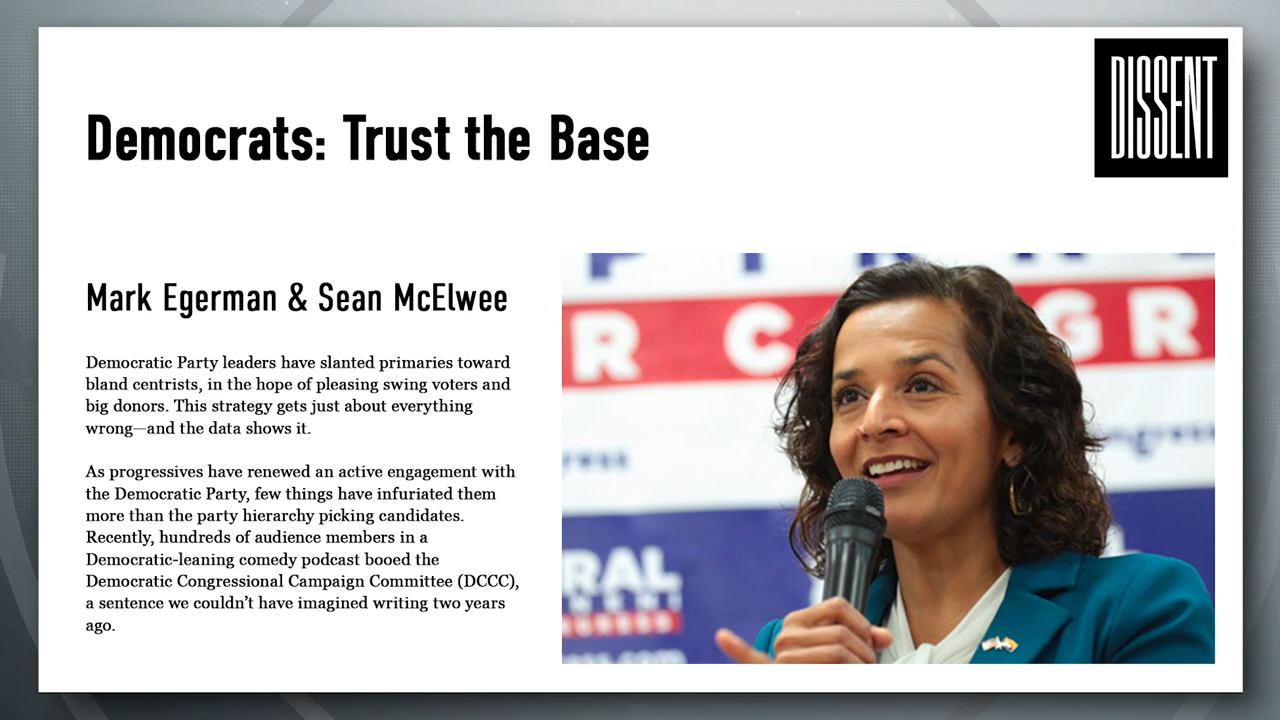 DISSENT
Democrats: Trust the Base
Mark Egerman & Sean McElwee
Democratic Party leaders have slanted primaries toward
bland centrists, in the hope of pleasing swing voters and
big donors. This strategy gets just about everything
wrong—and the data shows it.
As progressives have renewed an active engagement with
the Democratic Party, few things have infuriated them
more than the party hierarchy picking candidates.
Recently, hundreds of audience members in a
Democratic-leaning comedy podcast booed the
Democratic Congressional Campaign Committee (DCCC),
a sentence we couldn't have imagined writing two years
ago.
R C GR
ress ongress
RAL